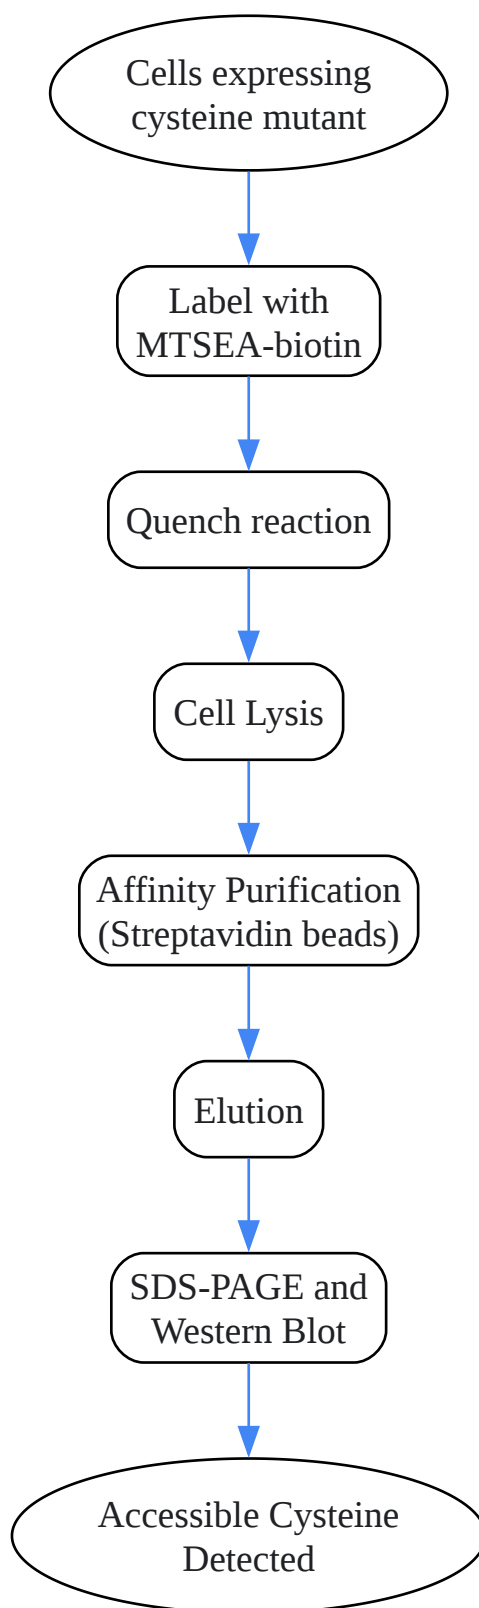 Cells expressing
cysteine mutant
Label with
MTSEA-biotin
Quench reaction
Cell Lysis
Affinity Purification
(Streptavidin beads)
Elution
SDS-PAGE and
Western Blot
Accessible Cysteine
Detected